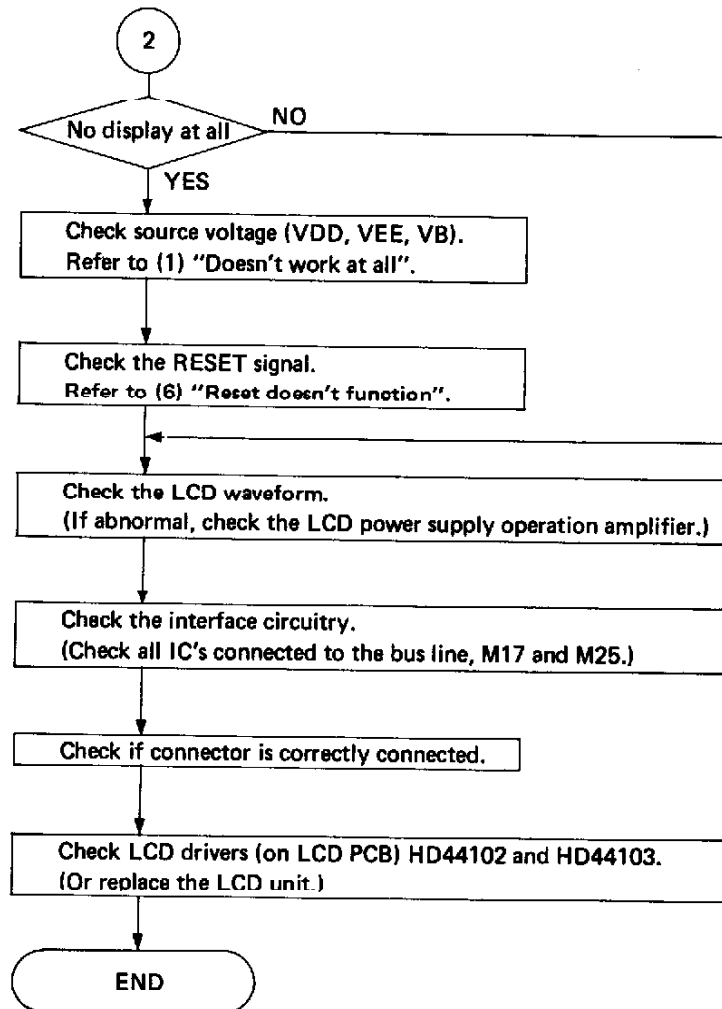 2
No display at all
NO
YES
Check source voltage (VDD, VEE, VB).
Refer to (1) "Doesn't work at all".
Check the RESET signal.
Refer to (6) "Reset doesn't function".
Check the LCD waveform.
(If abnormal, check the LCD power supply operation amplifier.)
Check the interface circuitry.
(Check all IC's connected to the bus line, M17 and M25.)
Check if connector is correctly connected.
Check LCD drivers (on LCD PCB) HD44102 and HD44103.
(Or replace the LCD unit.)
END